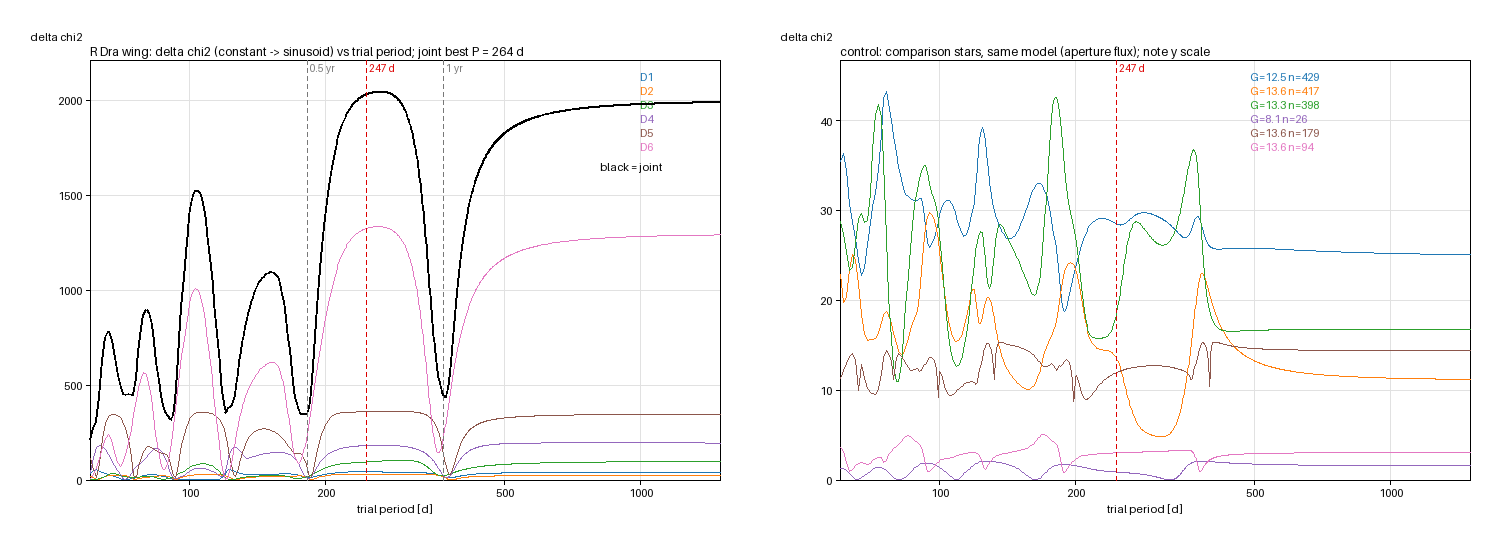 delta chi2
R Dra wing: delta chi2 (constant -> sinusoid) vs trial period; joint best P = 264 d
0.5 yr
247 d
1 yr
D1
D2
D3
D4
D5
D6
black = joint
2000
1500
1000
500
0
100
200
500
1000
trial period [d]
delta chi2
control: comparison stars, same model (aperture flux); note y scale
247 d
G=12.5 n=429
G=13.6 n=417
G=13.3 n=398
G=8.1 n=26
G=13.6 n=179
G=13.6 n=94
40
30
20
10
0
100
200
500
1000
trial period [d]